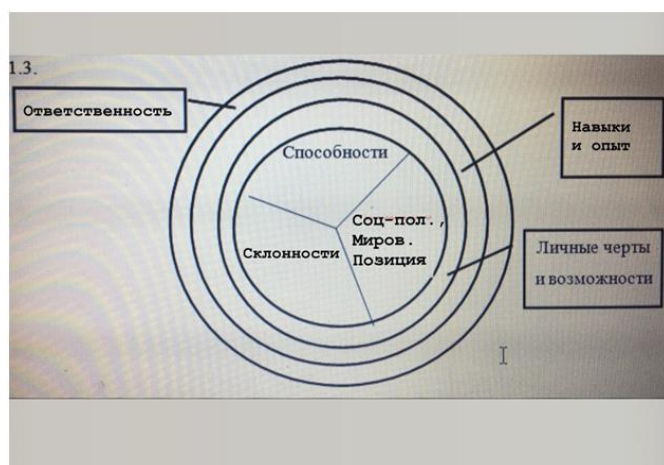 1.3.
Ответственность
Навыки
и опыт
Способности
Соц-пол.,
Миров.
Позиция
Склонности
Личные черты
и возможности